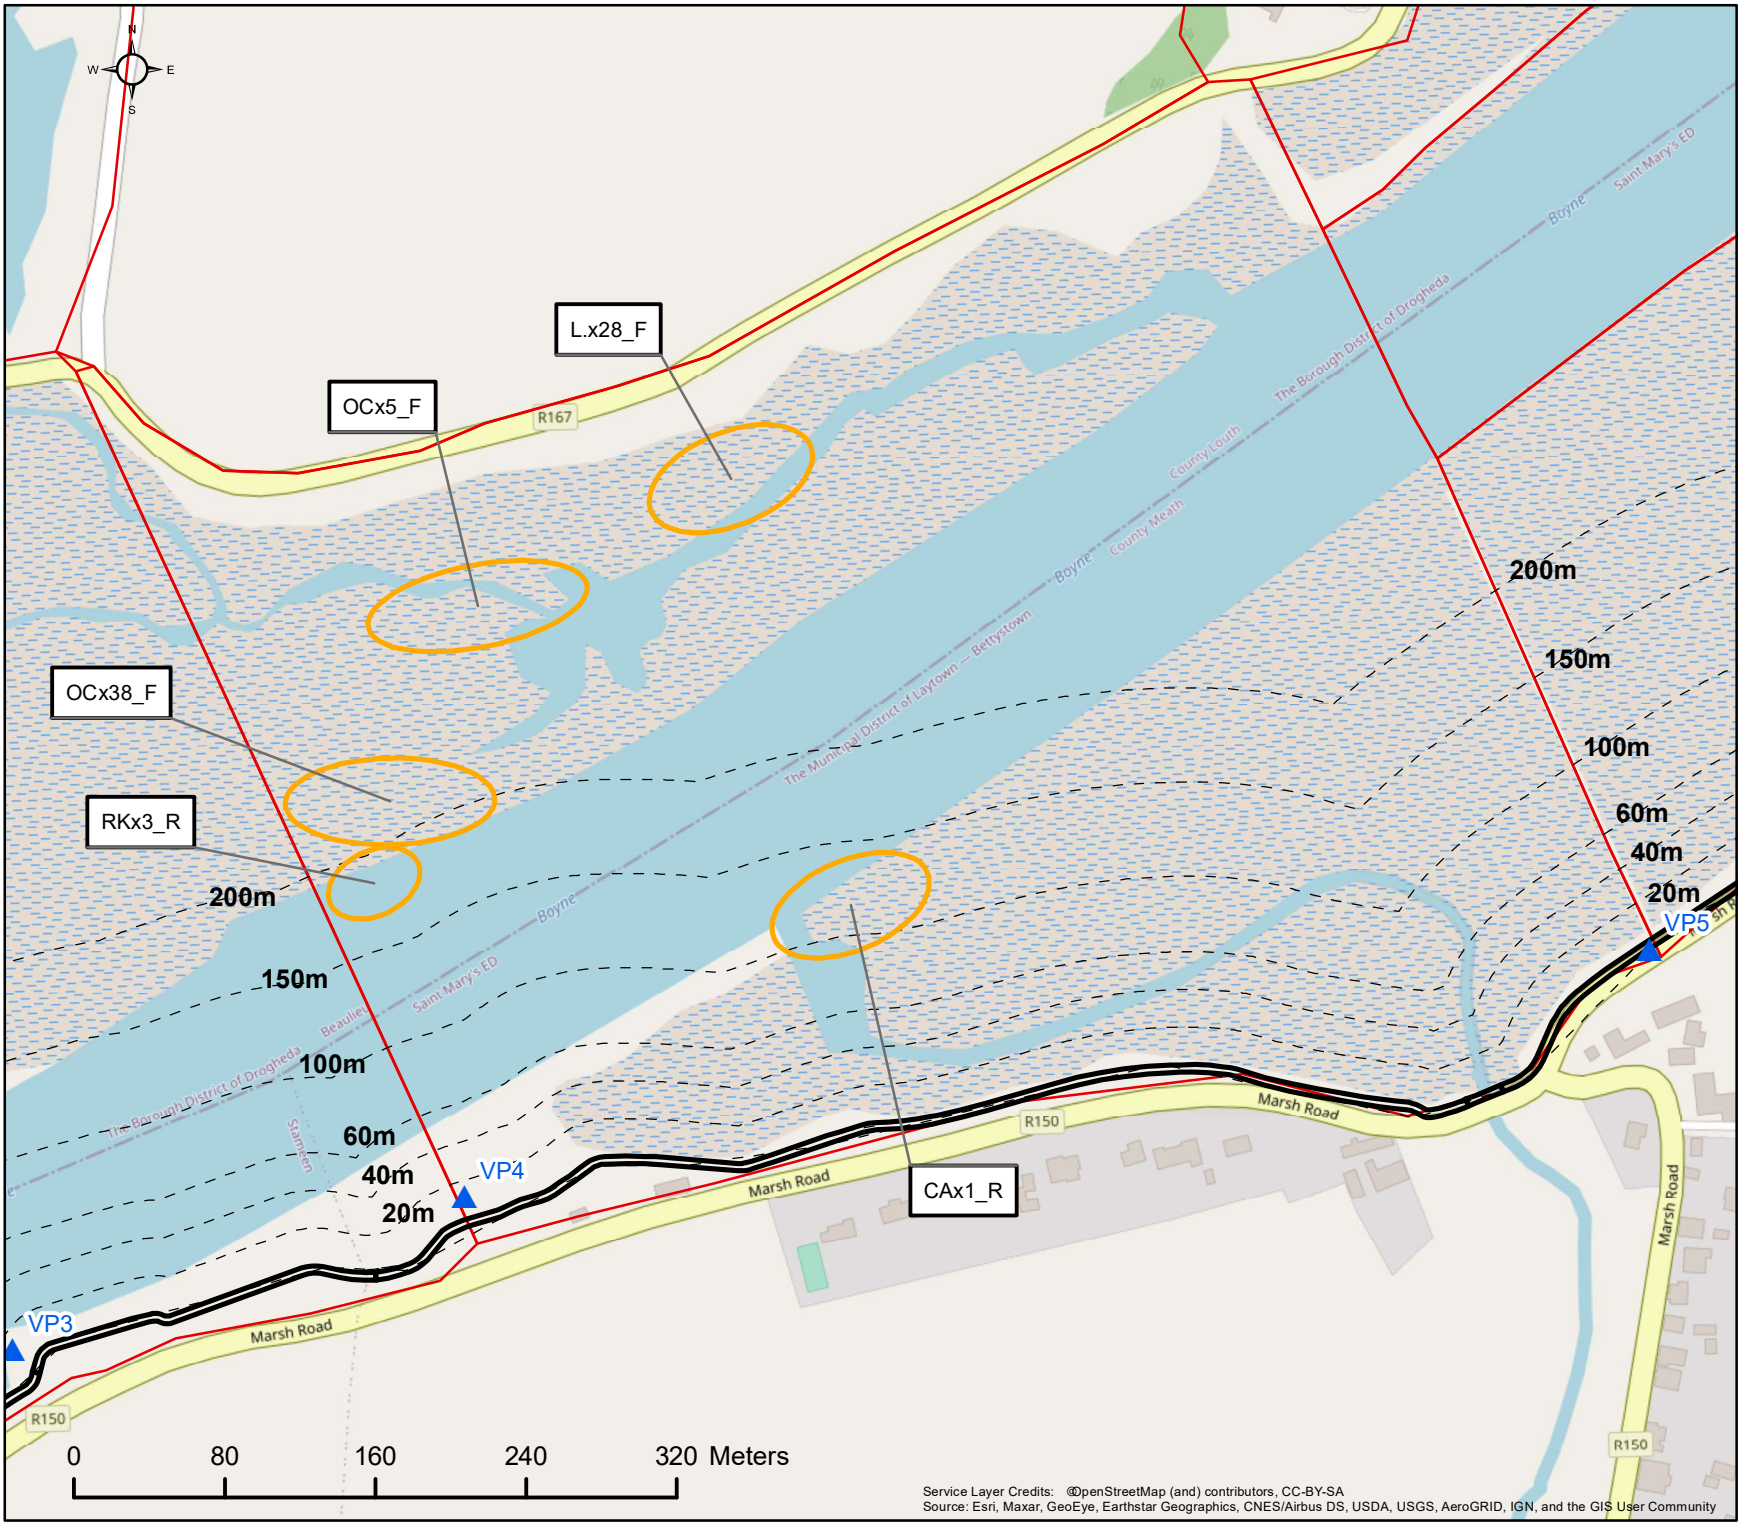 N
W
E
S
Saint Mary's ED
Boyne
The Borough District of Drogheda
L.x28_F
OCx5_F
R167
County Louth
County Meath
Boyne
200m
The Municipal District of Laytown — Bettystown
150m
OCx38_F
100m
RKx3_R
60m
40m
200m
20m
Boyne
VP5
150m
Saint Mary's ED
Beaulieu
100m
The Borough District of Drogheda
60m
Stameen
40m
VP4
20m
R150
Marsh Road
Marsh Road
CAx1_R
Marsh Road
VP3
Marsh Road
R150
R150
0 80 160 240 320 Meters
Service Layer Credits: ©OpenStreetMap (and) contributors, CC-BY-SA
Source: Esri, Maxar, GeoEye, Earthstar Geographics, CNES/Airbus DS, USDA, USGS, AeroGRID, IGN, and the GIS User Community